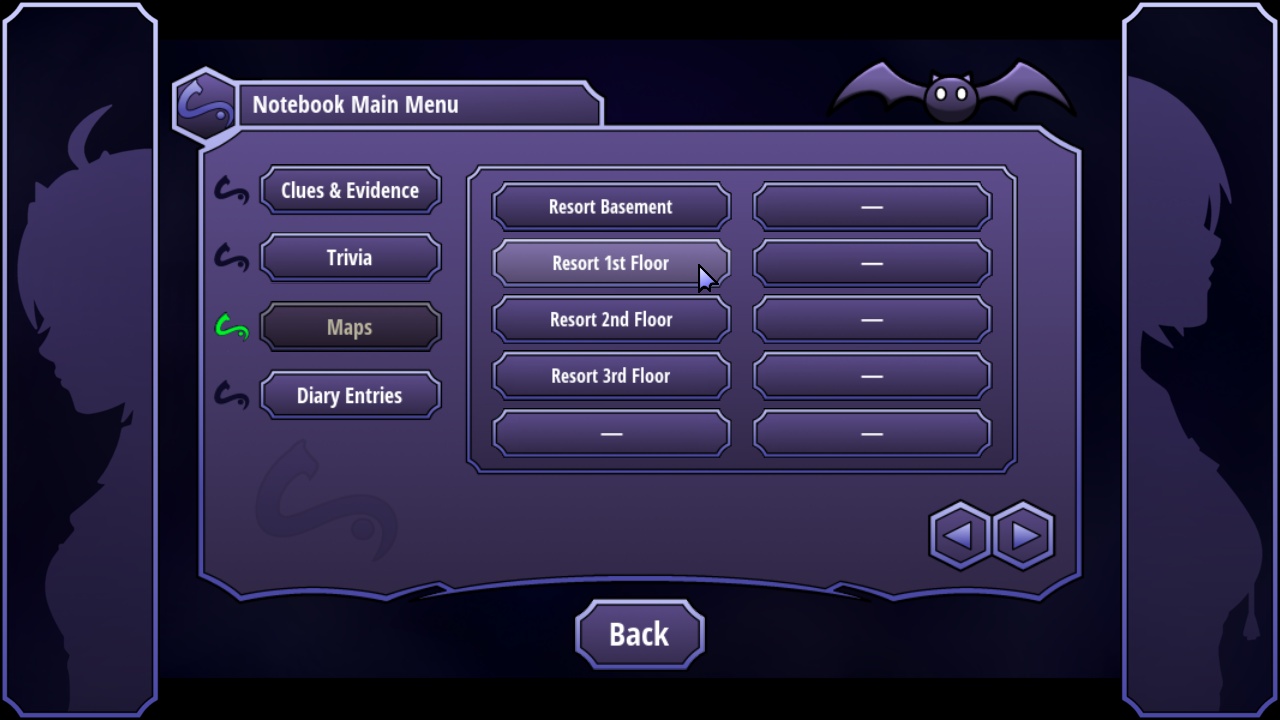 Notebook Main Menu
Clues & Evidence
Trivia
Maps
Diary Entries
Resort Basement
—
Resort 1st Floor
—
Resort 2nd Floor
—
Resort 3rd Floor
—
—
—
Back